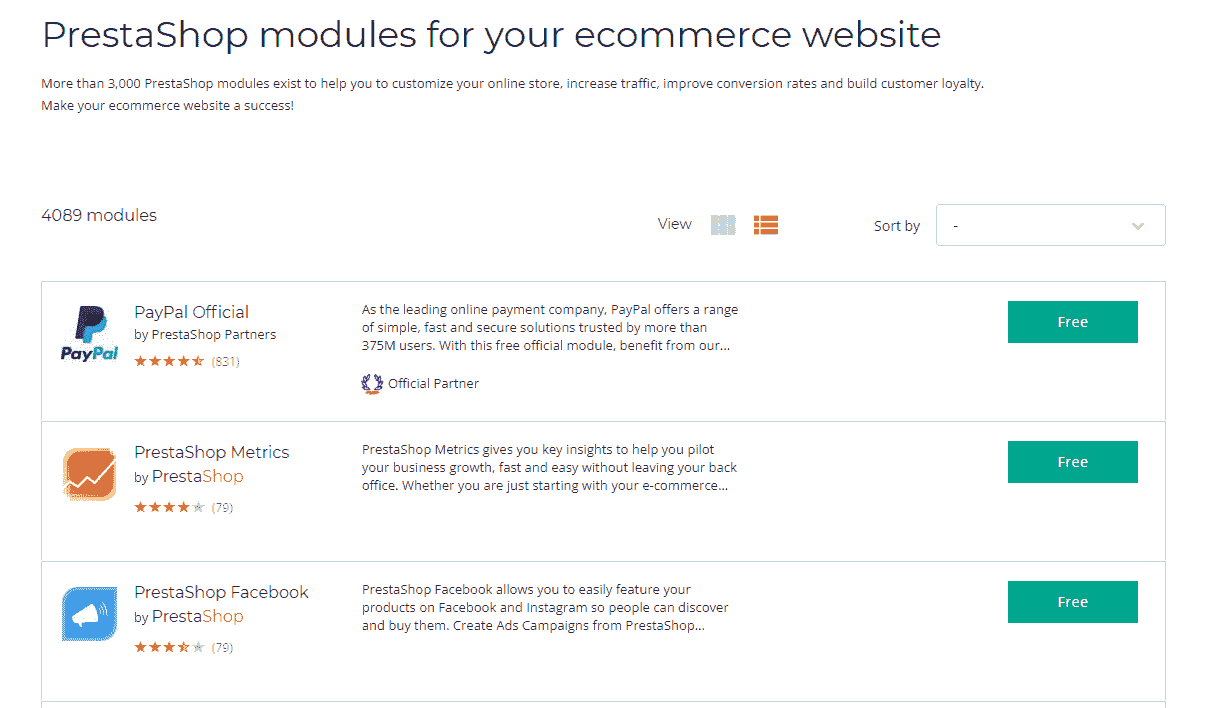 PrestaShop modules for your ecommerce website
More than 3,000 PrestaShop modules exist to help you to customize your online store, increase traffic, improve conversion rates and build customer loyalty.
Make your ecommerce website a success!
4089 modules
View
Sort by
-
PayPal
PayPal Official
by PrestaShop Partners
(831)
As the leading online payment company, PayPal offers a range
of simple, fast and secure solutions trusted by more than
375M users. With this free official module, benefit from our...
Official Partner
Free
PrestaShop Metrics
by PrestaShop
(79)
PrestaShop Metrics gives you key insights to help you pilot
your business growth, fast and easy without leaving your back
office. Whether you are just starting with your e-commerce...
Free
PrestaShop Facebook
by PrestaShop
(79)
PrestaShop Facebook allows you to easily feature your
products on Facebook and Instagram so people can discover
and buy them. Create Ads Campaigns from PrestaShop...
Free